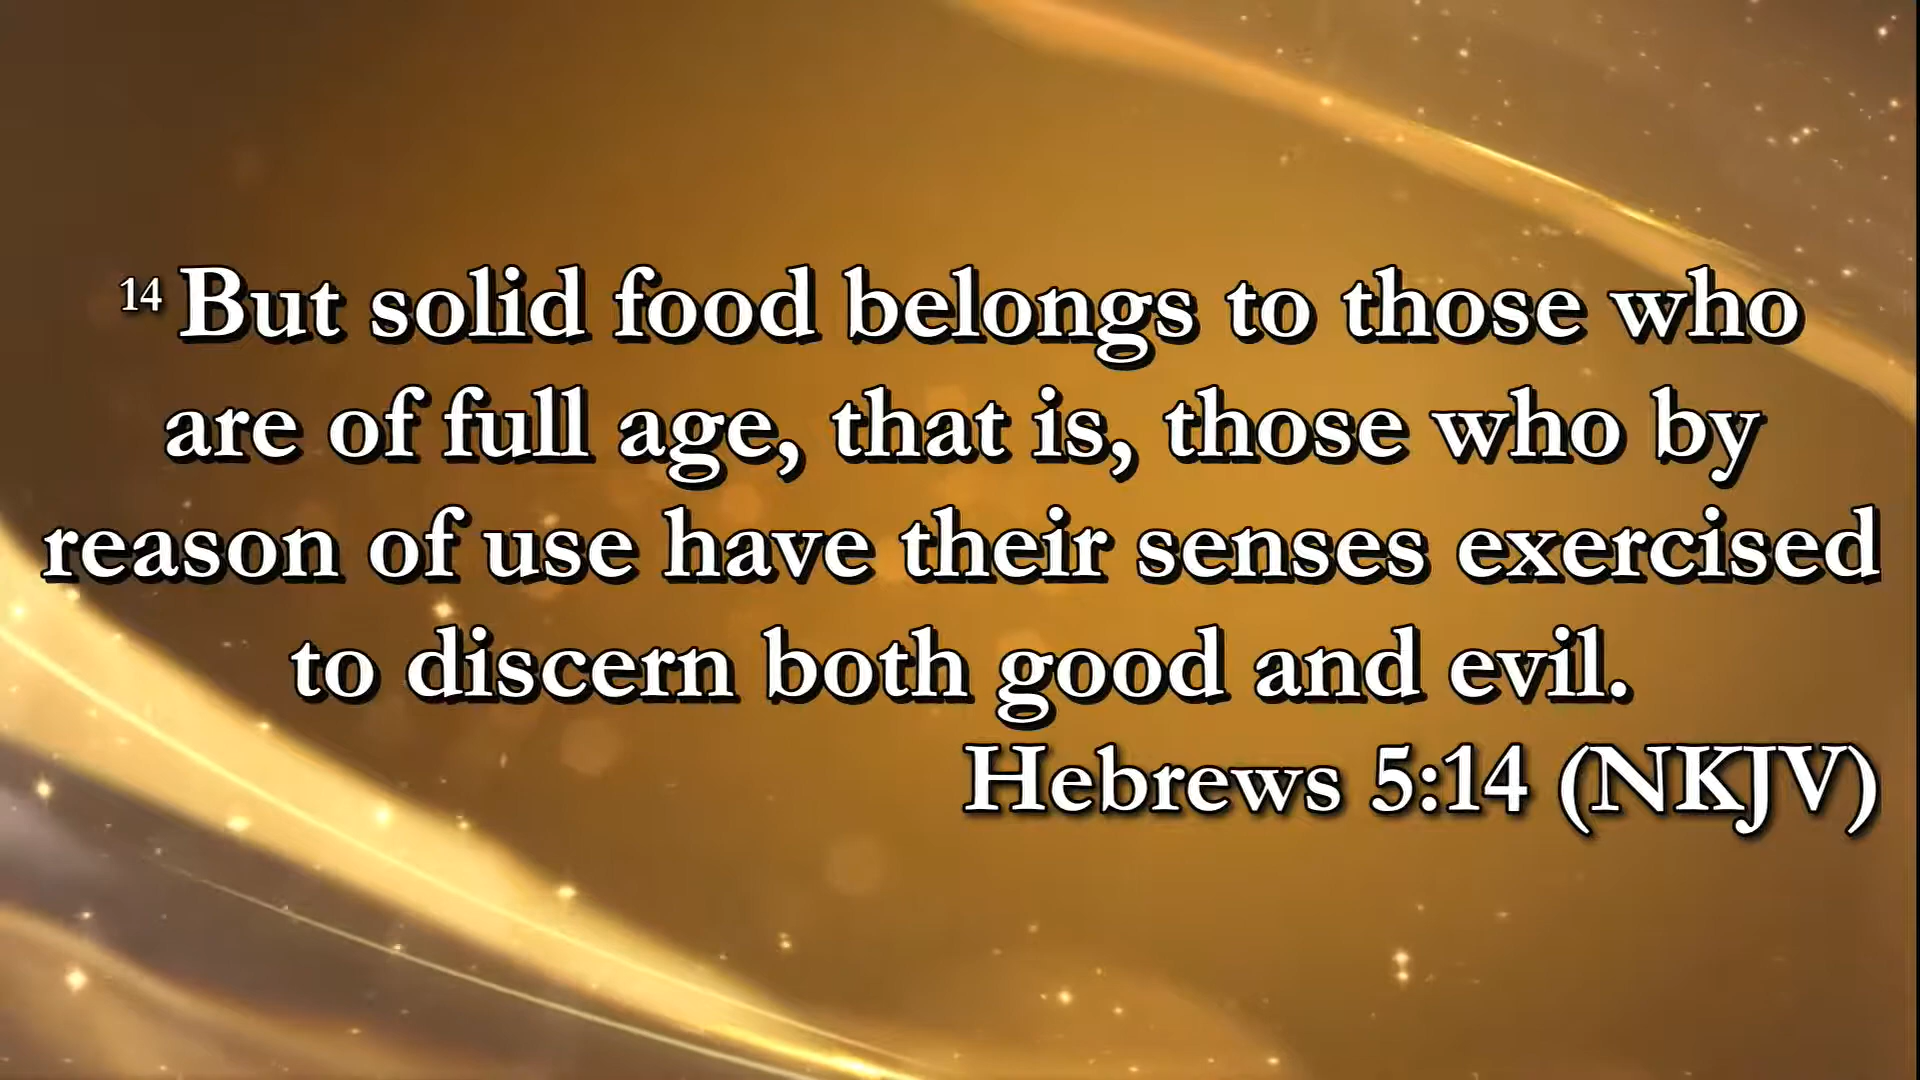 14 But solid food belongs to those who
are of full age, that is, those who by
reason of use have their senses exercised
to discern both good and evil.
Hebrews 5:14 (NKJV)